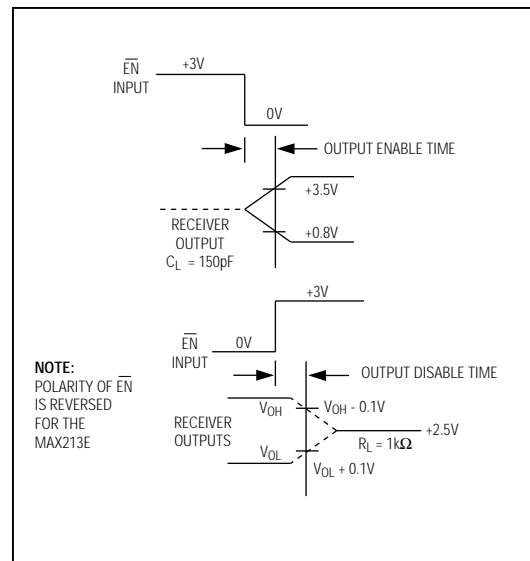 EN
INPUT
+3V
0V
OUTPUT ENABLE TIME
+3.5V
RECEIVER
OUTPUT
CL = 150pF
+0.8V
+3V
EN
INPUT
0V
OUTPUT DISABLE TIME
NOTE:
POLARITY OF EN
IS REVERSED
FOR THE
MAX213E
RECEIVER
OUTPUTS
VOH
VOH - 0.1V
+2.5V
RL = 1kΩ
VOL
VOL + 0.1V